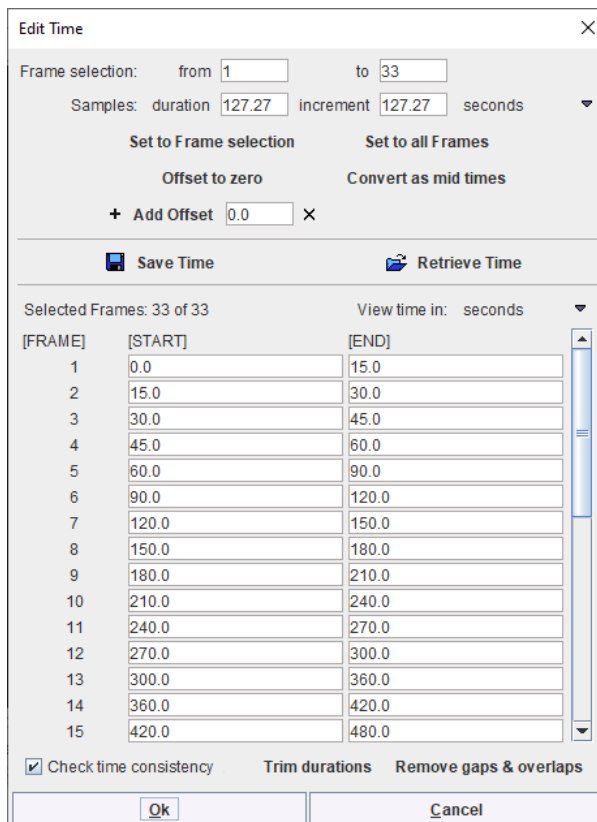 Edit Time
Frame selection: from 1 to 33
Samples: duration 127.27 increment 127.27 seconds
Set to Frame selection Set to all Frames
Offset to zero Convert as mid times
+ Add Offset 0.0
Save Time Retrieve Time
Selected Frames: 33 of 33 View time in: seconds
[FRAME] [START] [END]
1 0.0 15.0
2 15.0 30.0
3 30.0 45.0
4 45.0 60.0
5 60.0 90.0
6 90.0 120.0
7 120.0 150.0
8 150.0 180.0
9 180.0 210.0
10 210.0 240.0
11 240.0 270.0
12 270.0 300.0
13 300.0 360.0
14 360.0 420.0
15 420.0 480.0
Check time consistency Trim durations Remove gaps & overlaps
Ok Cancel